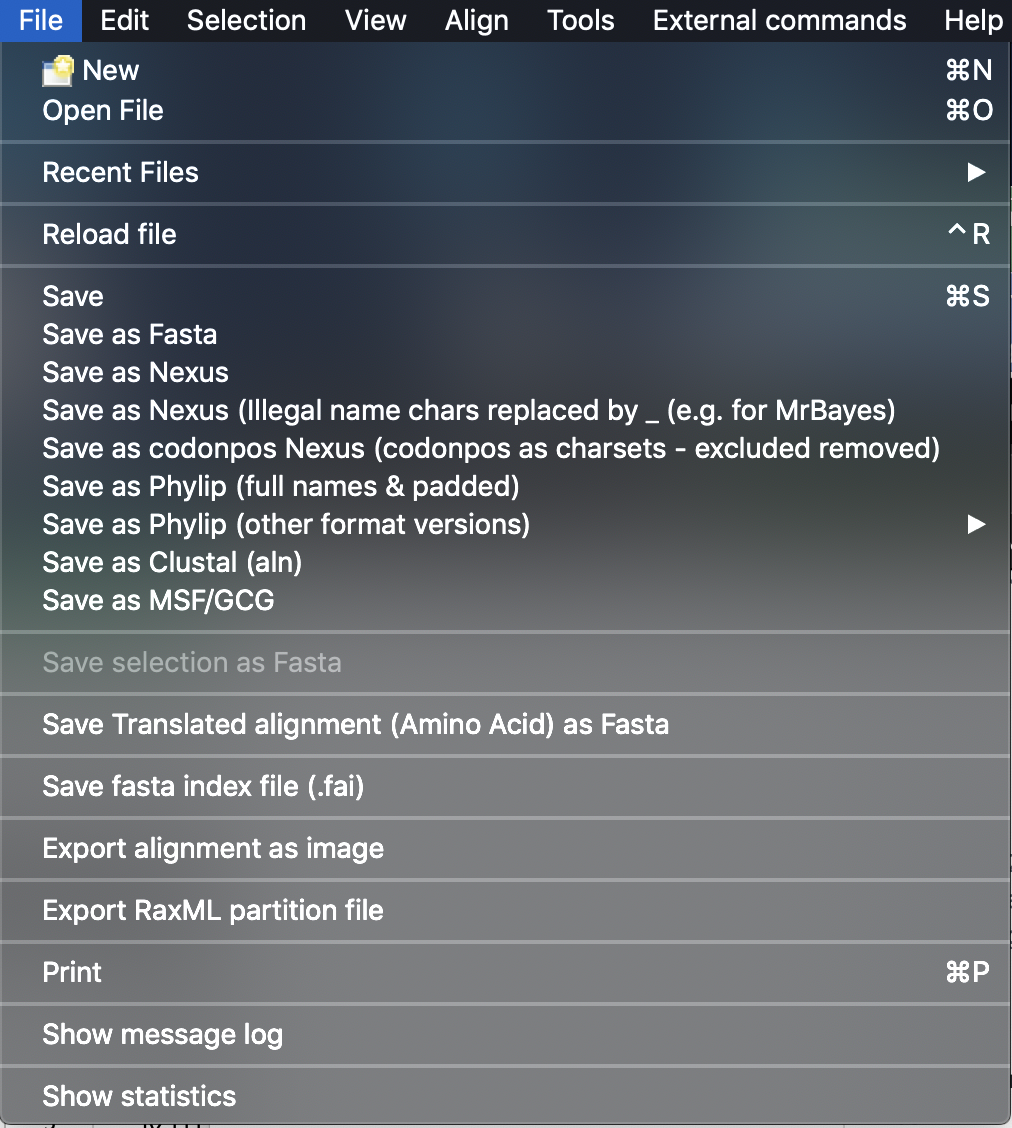 File Edit Selection View Align Tools External commands Help
New ⌘N
Open File ⌘O
Recent Files ▶
Reload file ^R
Save ⌘S
Save as Fasta
Save as Nexus
Save as Nexus (Illegal name chars replaced by _ (e.g. for MrBayes)
Save as codonpos Nexus (codonpos as charsets - excluded removed)
Save as Phylip (full names & padded)
Save as Phylip (other format versions) ▶
Save as Clustal (aln)
Save as MSF/GCG
Save selection as Fasta
Save Translated alignment (Amino Acid) as Fasta
Save fasta index file (.fai)
Export alignment as image
Export RaxML partition file
Print ⌘P
Show message log
Show statistics